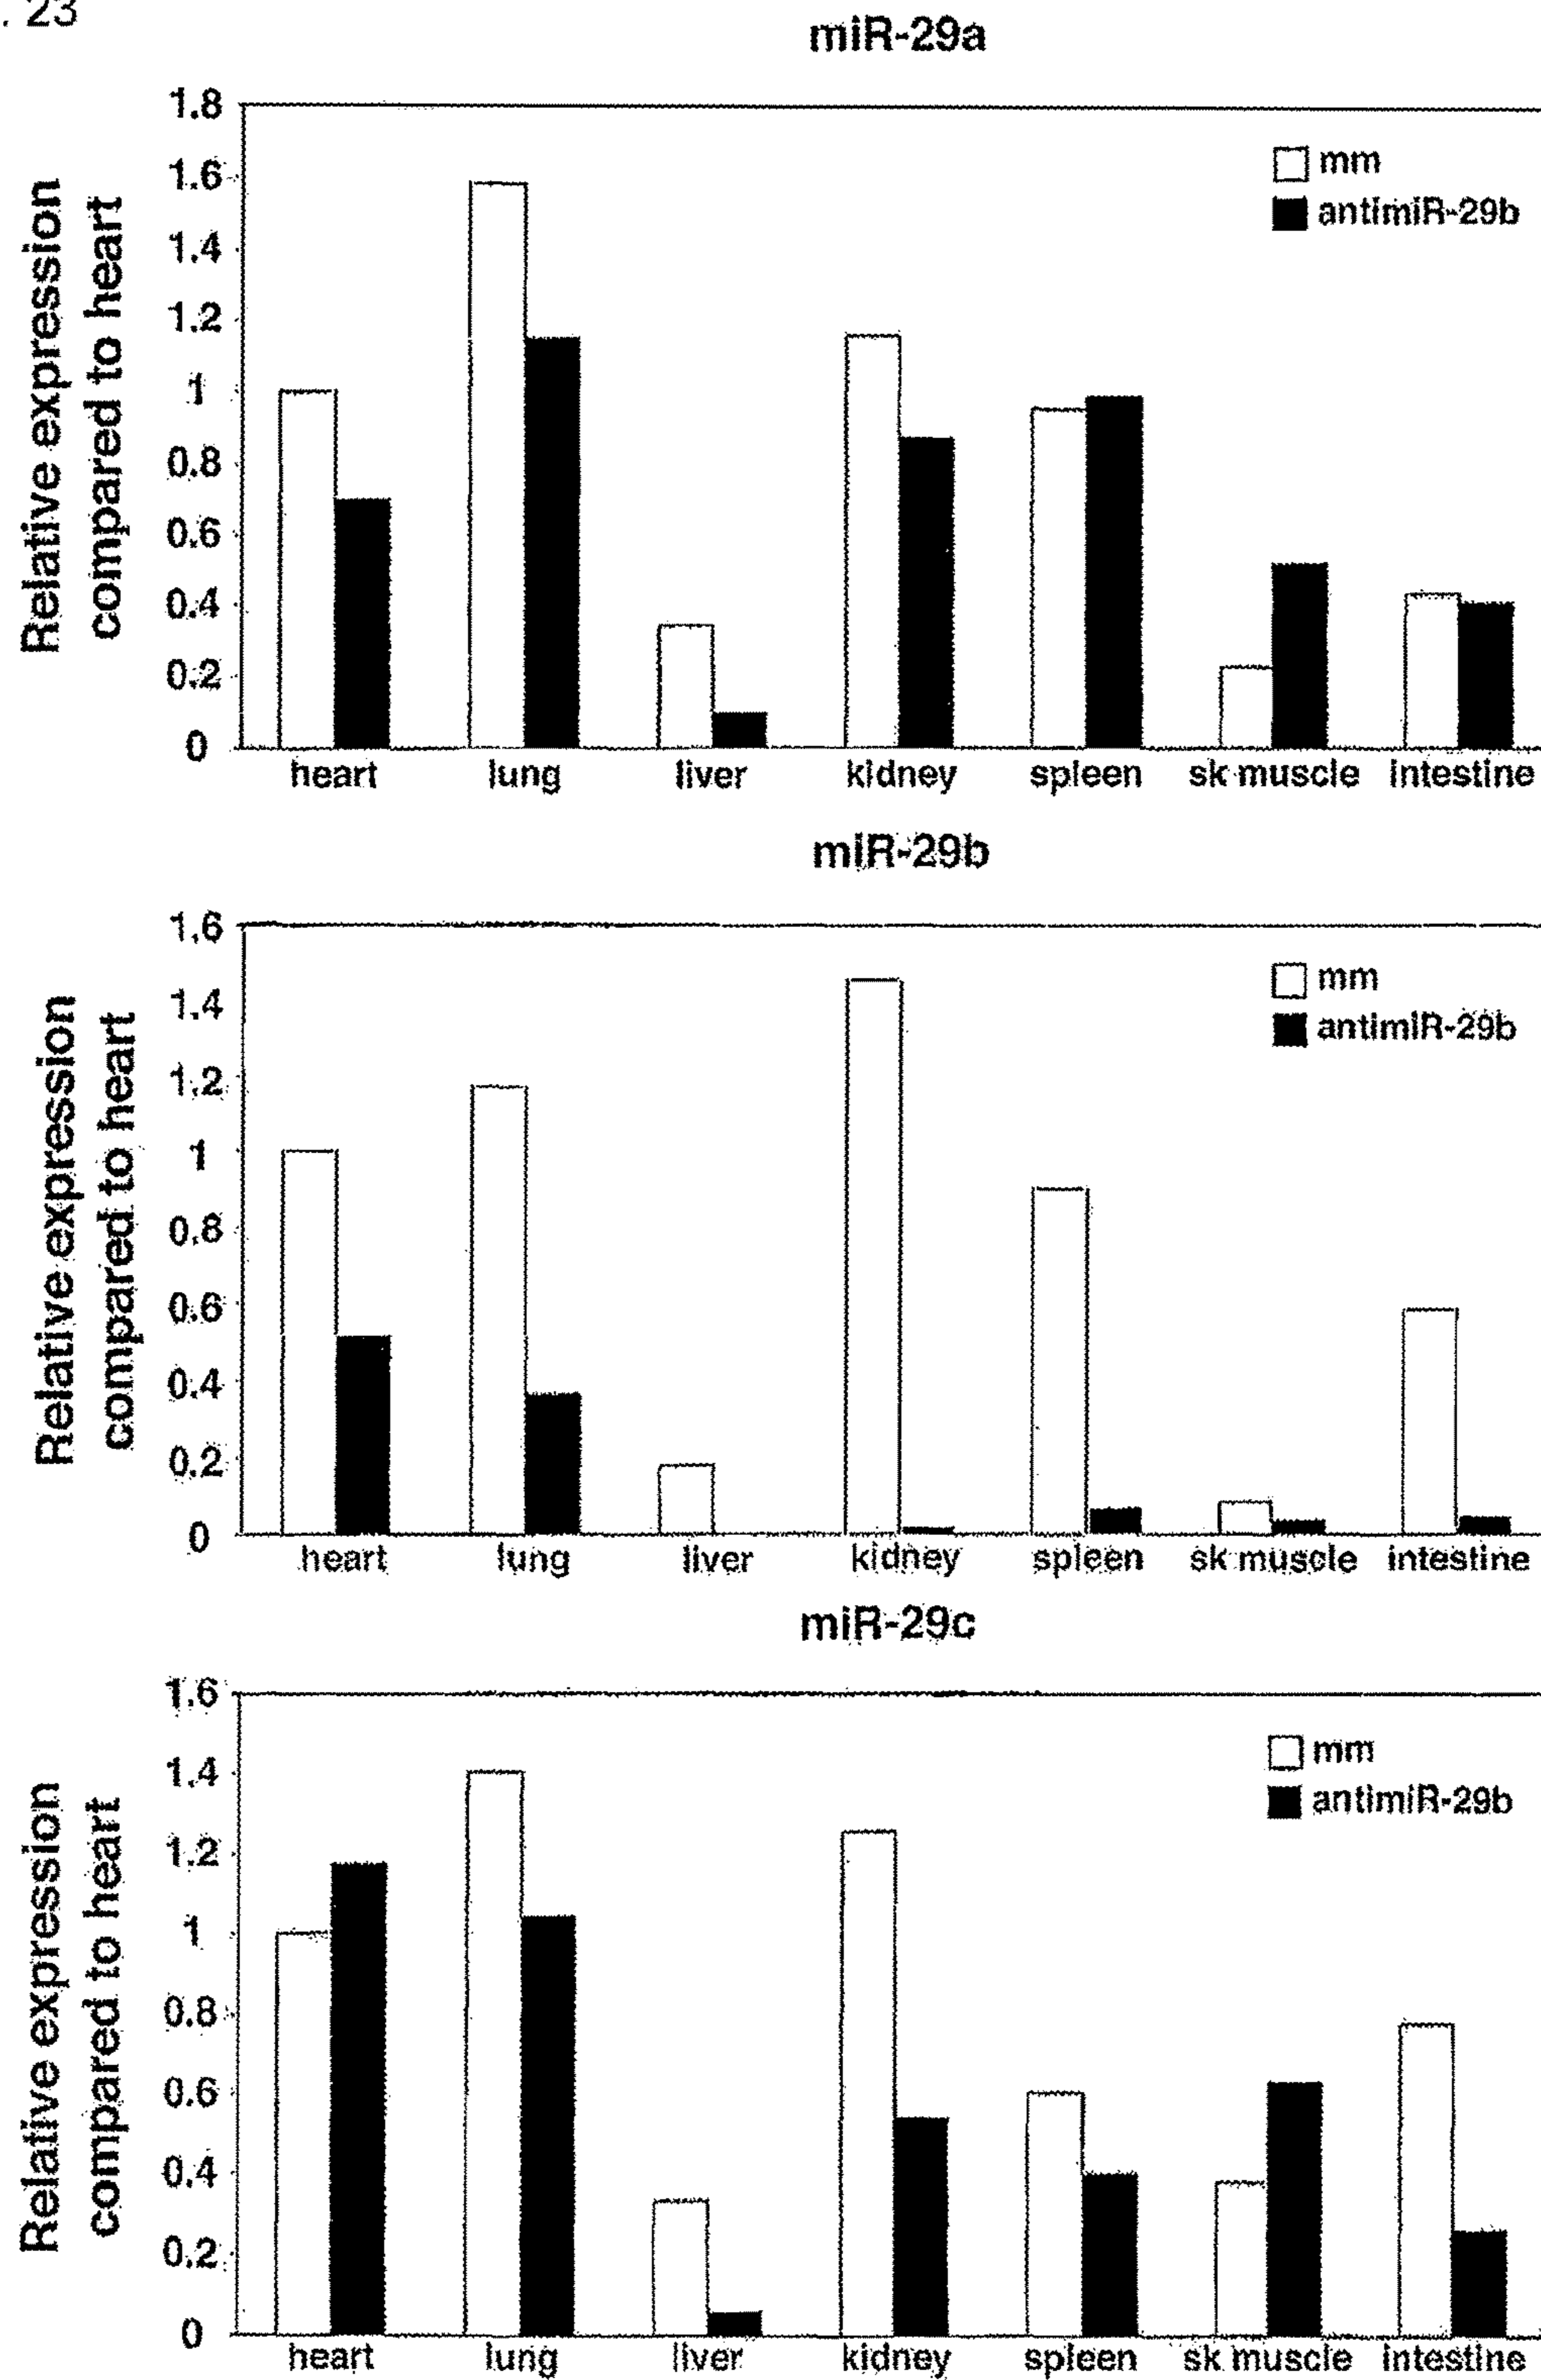 . 23
miR-29a
Relative expression
compared to heart
1.8
1.6
1.4
1.2
1
0.8
0.6
0.4
0.2
0
mm
antimiR-29b
heart lung liver kidney spleen sk muscle intestine
miR-29b
Relative expression
compared to heart
1.6
1.4
1.2
1
0.8
0.6
0.4
0.2
0
mm
antimiR-29b
heart lung liver kidney spleen sk muscle intestine
miR-29c
Relative expression
compared to heart
1.6
1.4
1.2
1
0.8
0.6
0.4
0.2
0
mm
antimiR-29b
heart lung liver kidney spleen sk muscle intestine